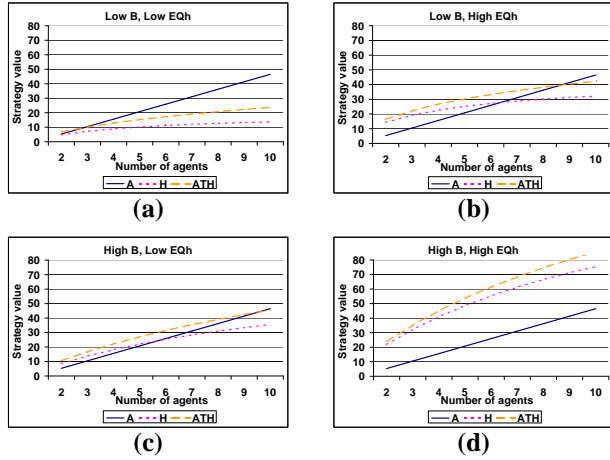 Low B, Low EQh
Strategy value
80
70
60
50
40
30
20
10
0
2 3 4 5 6 7 8 9 10
Number of agents
A H ATH
(a)
Low B, High EQh
Strategy value
80
70
60
50
40
30
20
10
0
2 3 4 5 6 7 8 9 10
Number of agents
A H ATH
(b)
High B, Low EQh
Strategy value
80
70
60
50
40
30
20
10
0
2 3 4 5 6 7 8 9 10
Number of agents
A H ATH
(c)
High B, High EQh
Strategy value
80
70
60
50
40
30
20
10
0
2 3 4 5 6 7 8 9 10
Number of agents
A H ATH
(d)